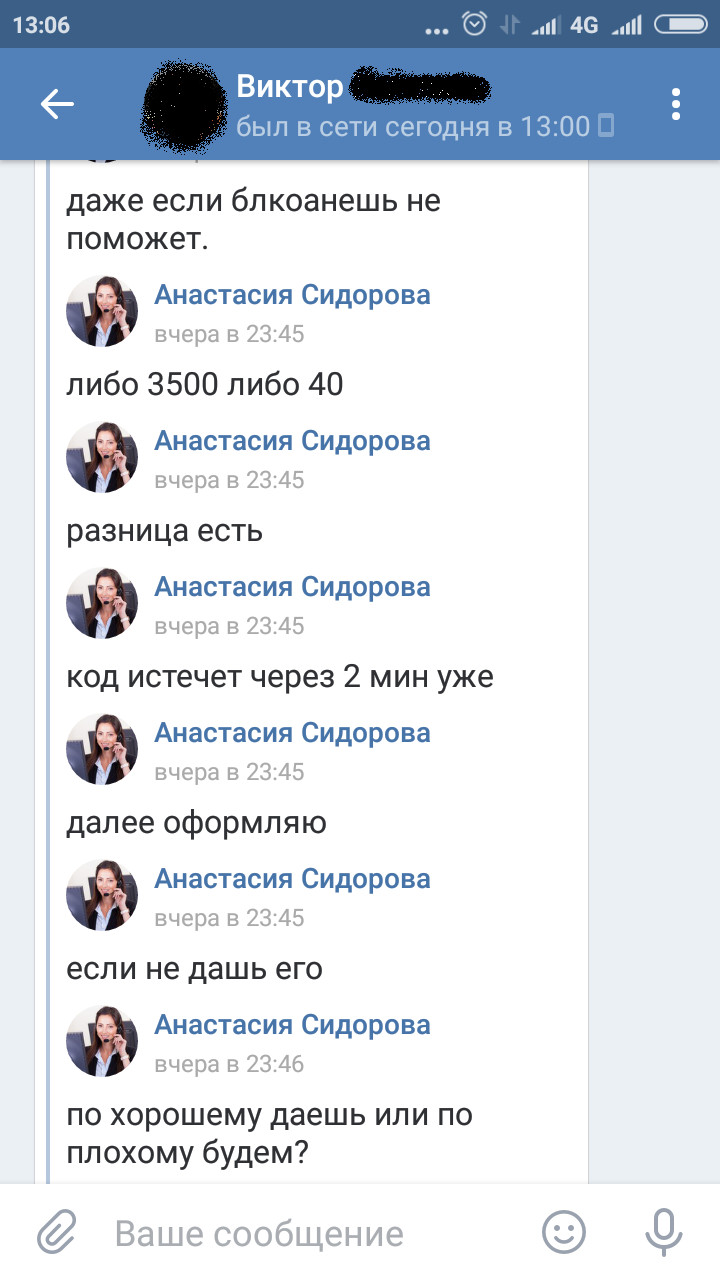 13:06
4G
Виктор
был в сети сегодня в 13:00
даже если блкоанешь не
поможет.
Анастасия Сидорова
вчера в 23:45
либо 3500 либо 40
Анастасия Сидорова
вчера в 23:45
разница есть
Анастасия Сидорова
вчера в 23:45
код истечет через 2 мин уже
Анастасия Сидорова
вчера в 23:45
далее оформляю
Анастасия Сидорова
вчера в 23:45
если не дашь его
Анастасия Сидорова
вчера в 23:46
по хорошему даешь или по
плохому будем?
Ваше сообщение